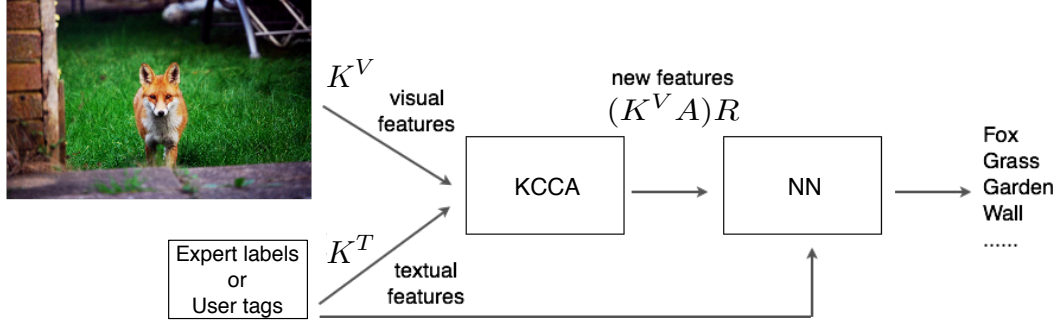 K^V
visual
features
new features
(K^V A)R
KCCA
NN
Fox
Grass
Garden
Wall
......
K^T
textual
features
Expert labels
or
User tags